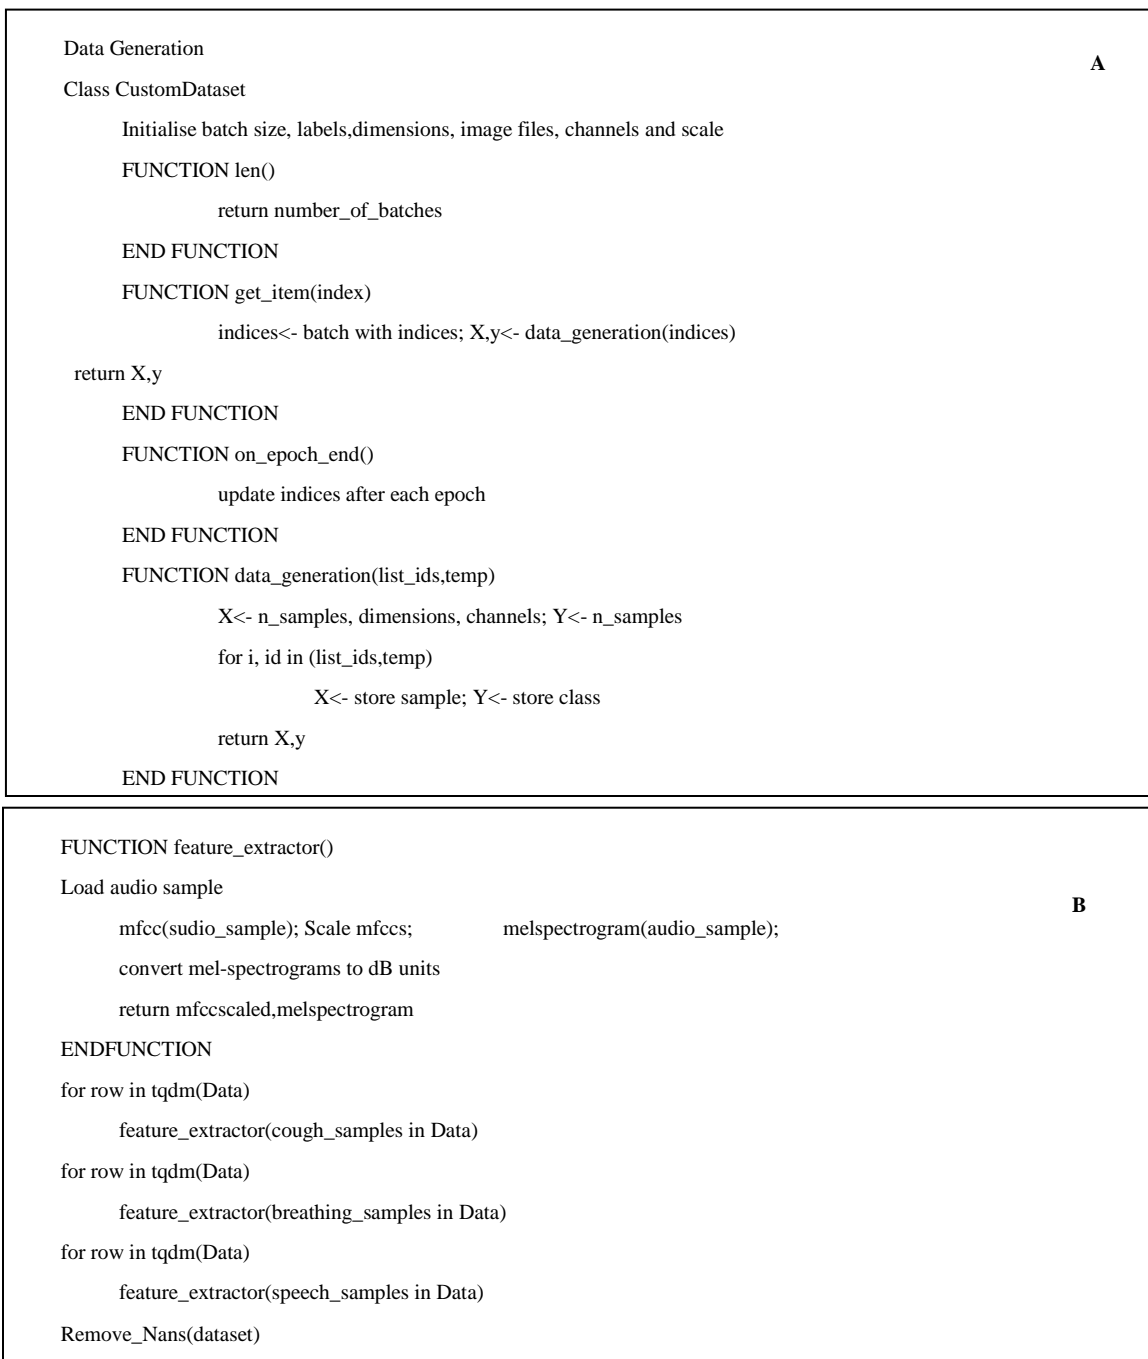 Data Generation
A
Class CustomDataset
Initialise batch size, labels,dimensions, image files, channels and scale
FUNCTION len()
return number_of_batches
END FUNCTION
FUNCTION get_item(index)
indices<- batch with indices; X,y<- data_generation(indices)
return X,y
END FUNCTION
FUNCTION on_epoch_end()
update indices after each epoch
END FUNCTION
FUNCTION data_generation(list_ids,temp)
X<- n_samples, dimensions, channels; Y<- n_samples
for i, id in (list_ids,temp)
X<- store sample; Y<- store class
return X,y
END FUNCTION
FUNCTION feature_extractor()
Load audio sample
B
mfcc(sudio_sample); Scale mfccs; melspectrogram(audio_sample);
convert mel-spectrograms to dB units
return mfccscaled,melspectrogram
ENDFUNCTION
for row in tqdm(Data)
feature_extractor(cough_samples in Data)
for row in tqdm(Data)
feature_extractor(breathing_samples in Data)
for row in tqdm(Data)
feature_extractor(speech_samples in Data)
Remove_Nans(dataset)